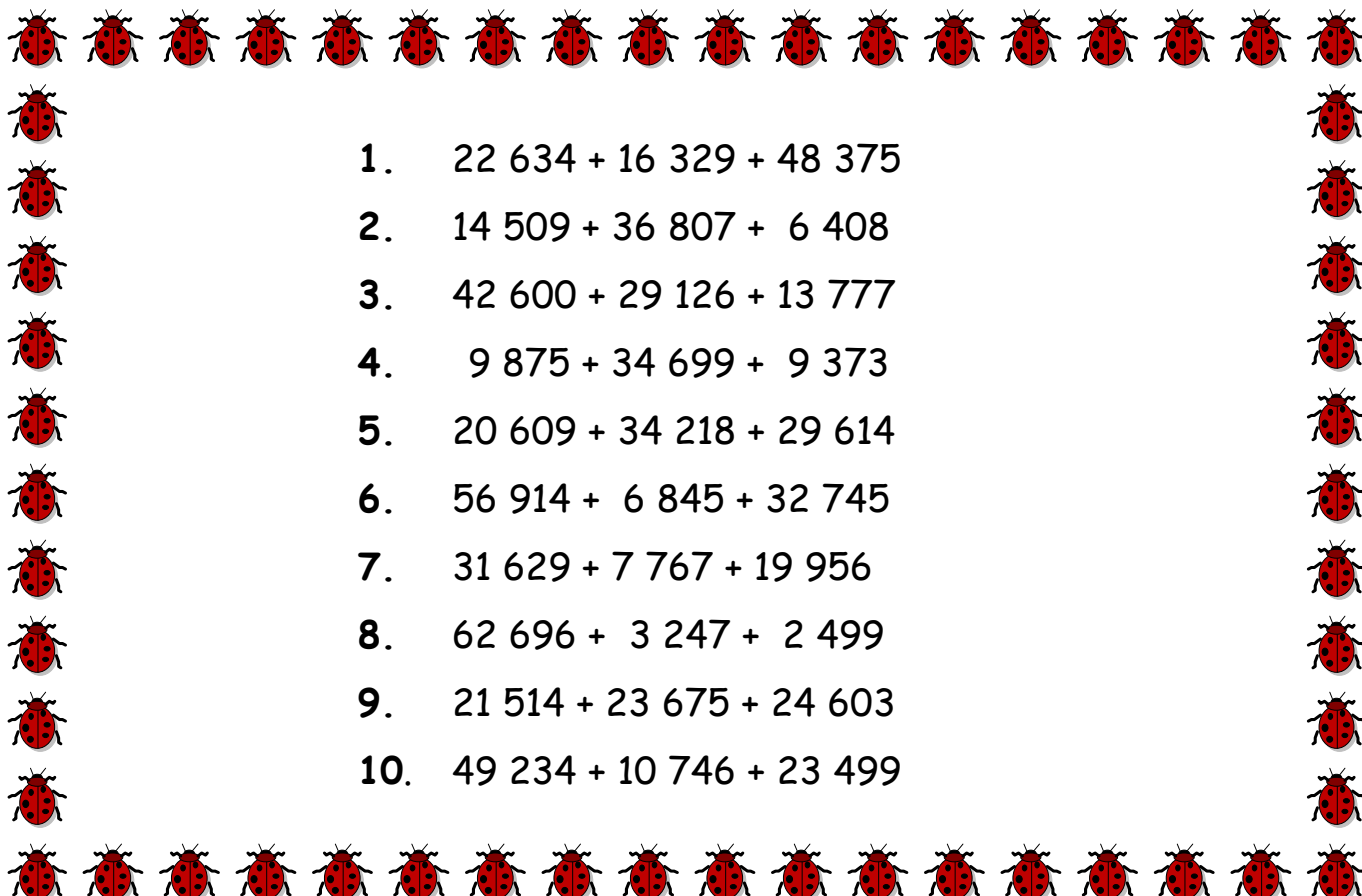 1. 22 634 + 16 329 + 48 375
2. 14 509 + 36 807 + 6 408
3. 42 600 + 29 126 + 13 777
4. 9 875 + 34 699 + 9 373
5. 20 609 + 34 218 + 29 614
6. 56 914 + 6 845 + 32 745
7. 31 629 + 7 767 + 19 956
8. 62 696 + 3 247 + 2 499
9. 21 514 + 23 675 + 24 603
10. 49 234 + 10 746 + 23 499